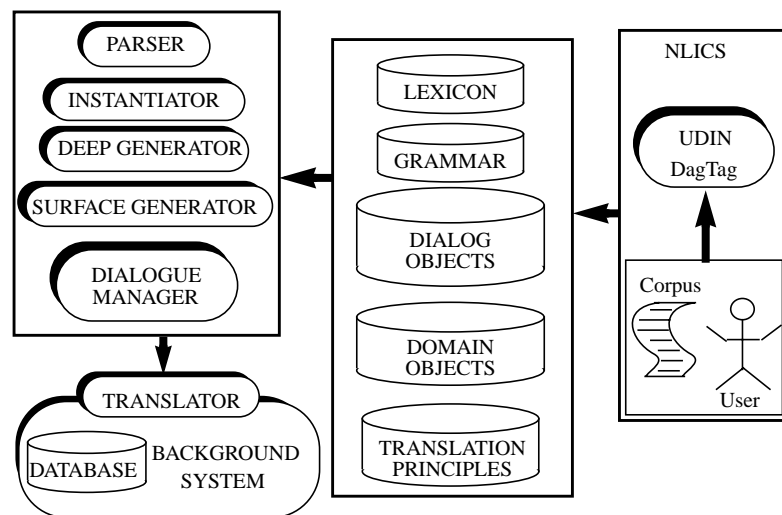 PARSER
INSTANTIATOR
DEEP GENERATOR
SURFACE GENERATOR
DIALOGUE
MANAGER
TRANSLATOR
DATABASE
BACKGROUND
SYSTEM
LEXICON
GRAMMAR
DIALOG
OBJECTS
DOMAIN
OBJECTS
TRANSLATION
PRINCIPLES
NLICS
UDIN
DagTag
Corpus
User